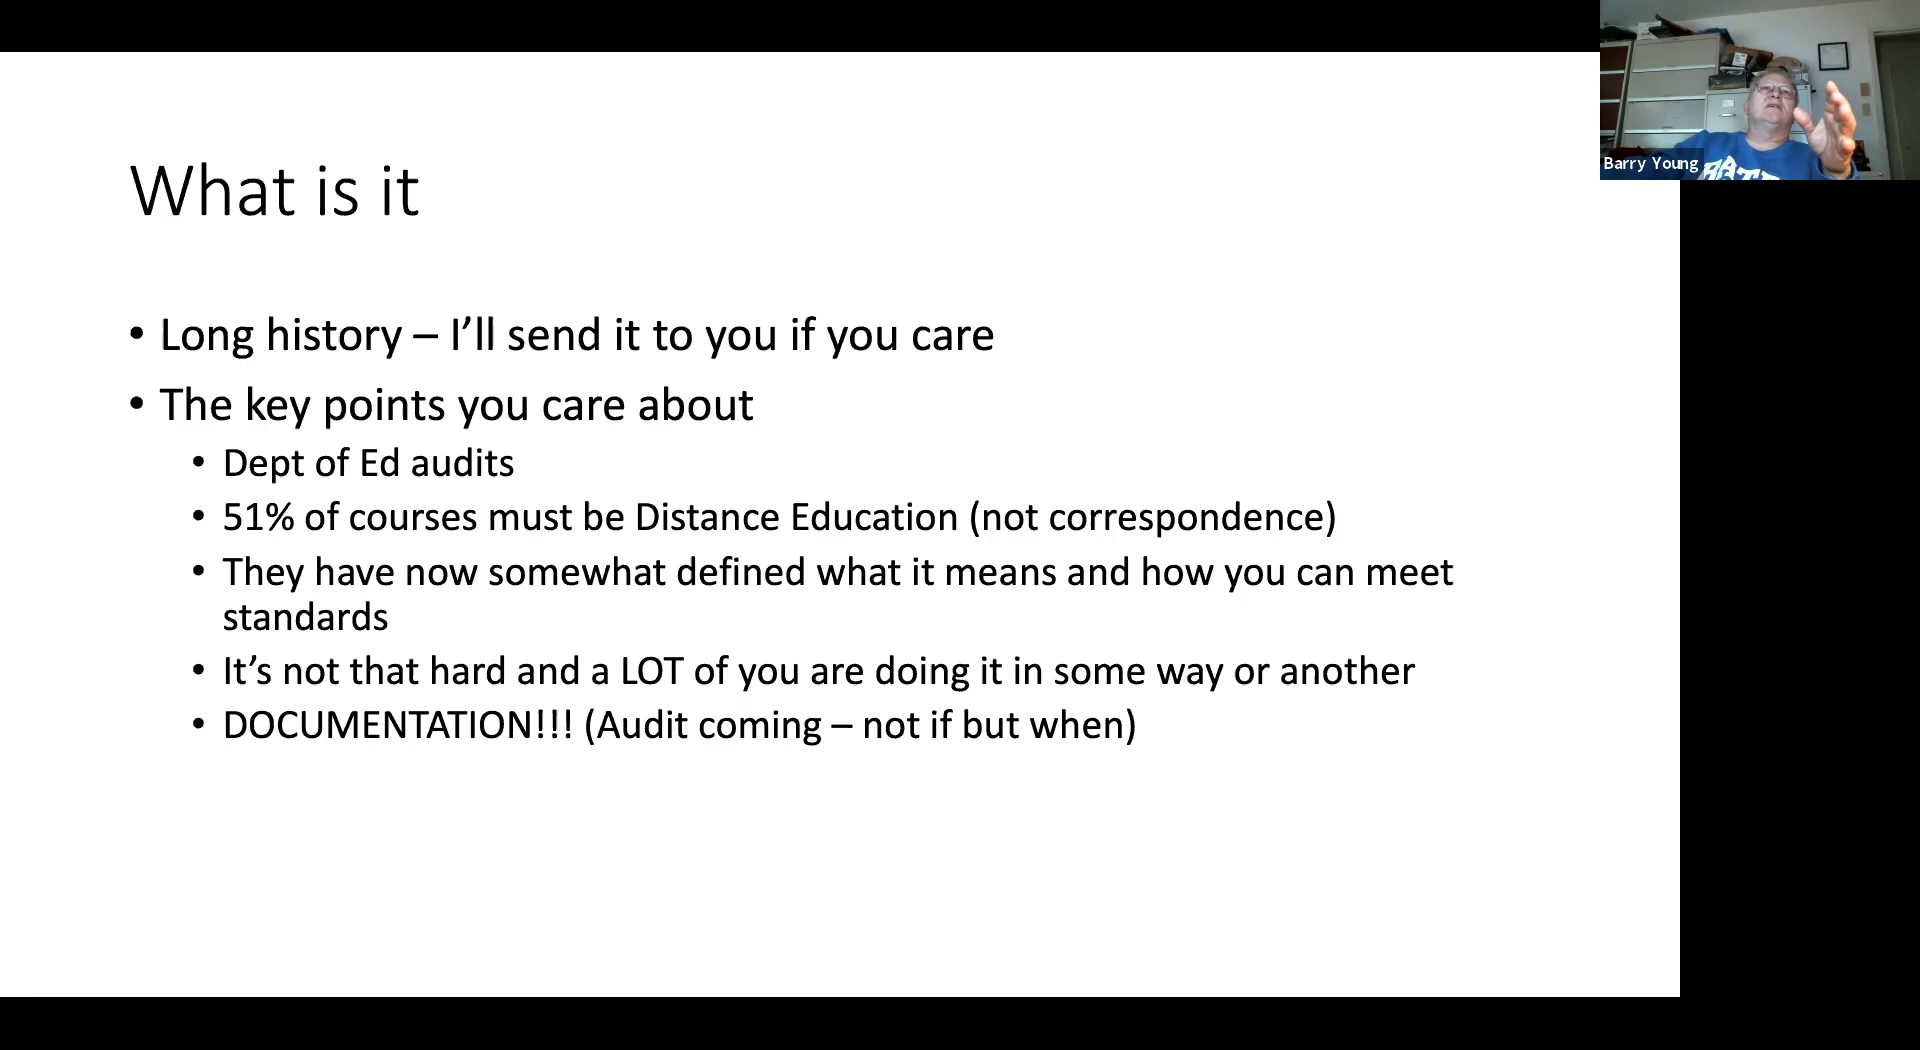 What is it
• Long history – I’ll send it to you if you care
• The key points you care about
• Dept of Ed audits
• 51% of courses must be Distance Education (not correspondence)
• They have now somewhat defined what it means and how you can meet
standards
• It’s not that hard and a LOT of you are doing it in some way or another
• DOCUMENTATION!!! (Audit coming – not if but when)
Barry Young